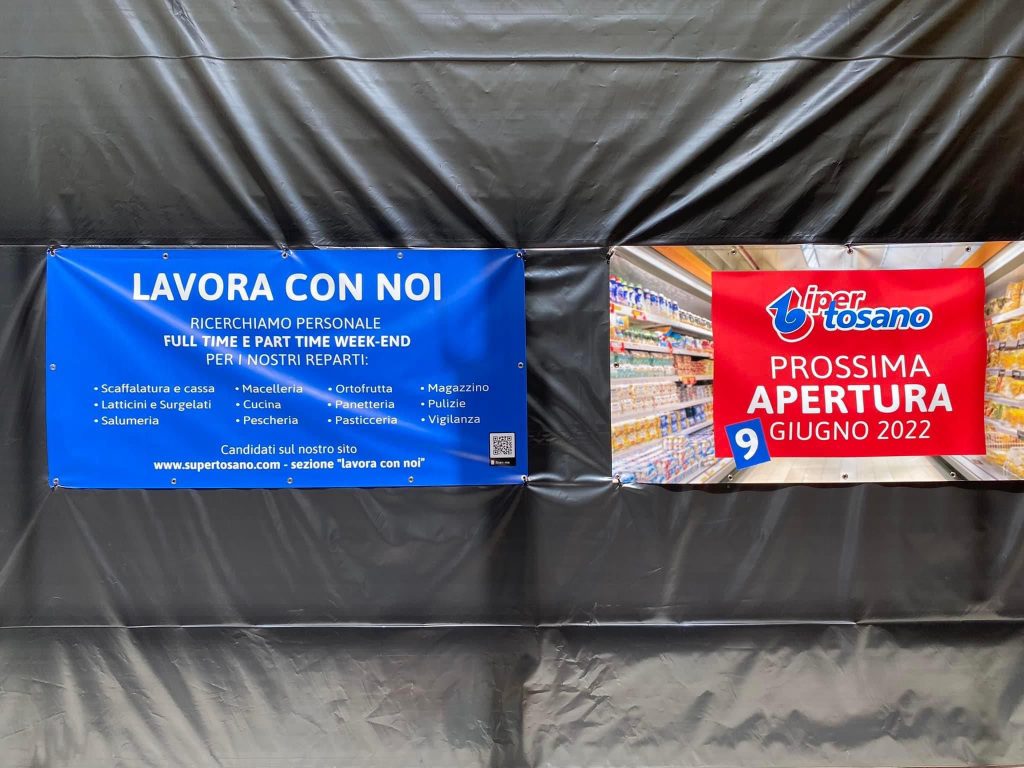 LAVORA CON NOI
RICERCHIAMO PERSONALE
FULL TIME E PART TIME WEEK-END
PER I NOSTRI REPARTI:
• Scaffalatura e cassa
• Latticini e Surgelati
• Salumeria
• Macelleria
• Cucina
• Pescheria
• Ortofrutta
• Panetteria
• Pasticceria
• Magazzino
• Pulizie
• Vigilanza
Candidati sul nostro sito
www.supertosano.com - sezione "lavora con noi"
iper
tosano
PROSSIMA
APERTURA
9 GIUGNO 2022